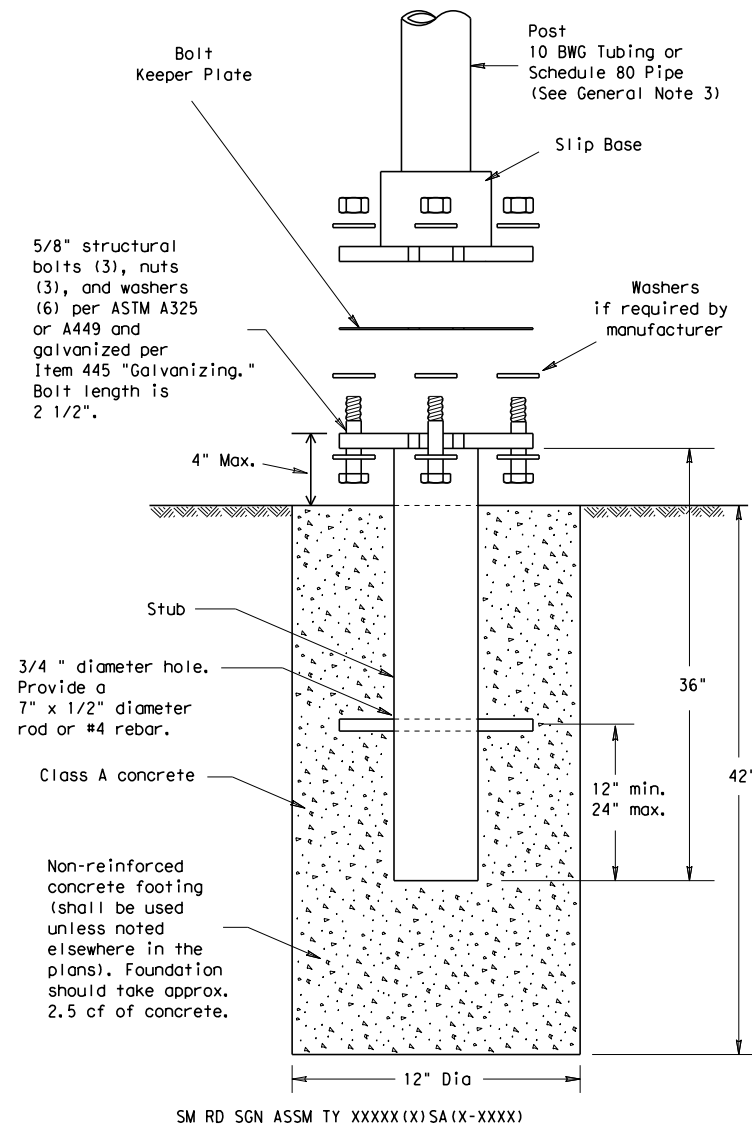 Bolt
Keeper Plate
Post
10 BWG Tubing or
Schedule 80 Pipe
(See General Note 3)
Slip Base
5/8" structural
bolts (3), nuts
(3), and washers
(6) per ASTM A325
or A449 and
galvanized per
Item 445 "Galvanizing."
Bolt length is
2 1/2".
Washers
if required by
manufacturer
4" Max.
Stub
3/4 " diameter hole.
Provide a
7" x 1/2" diameter
rod or #4 rebar.
36"
12" min.
24" max.
42"
Class A concrete
Non-reinforced
concrete footing
(shall be used
unless noted
elsewhere in the
plans). Foundation
should take approx.
2.5 cf of concrete.
12" Dia
SM RD SGN ASSM TY XXXXX(X)SA(X-XXXX)